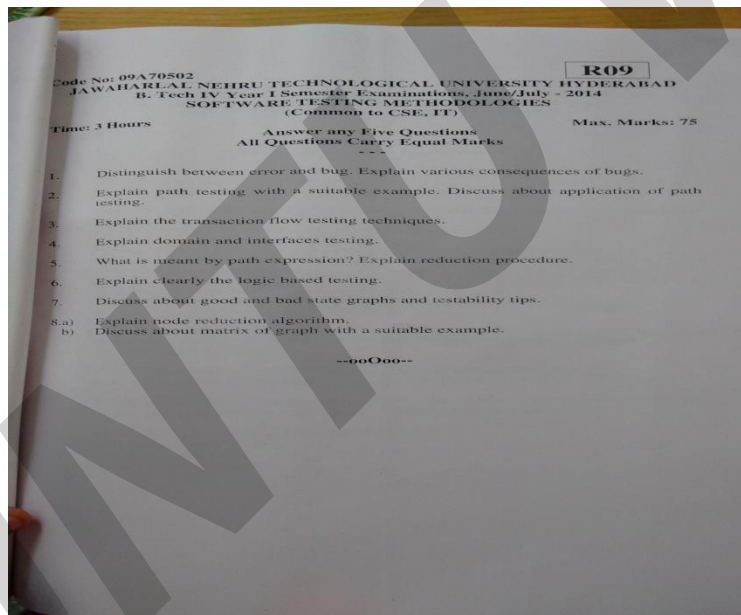 Code No: 09A70502
R09
JAWAHARLAL NEHRU TECHNOLOGICAL UNIVERSITY HYDERABAD
B. Tech IV Year I Semester Examinations, June/July - 2014
SOFTWARE TESTING METHODOLOGIES
(Common to CSE, IT)
Time: 3 Hours
Max. Marks: 75
Answer any Five Questions
All Questions Carry Equal Marks
- - -
1. Distinguish between error and bug. Explain various consequences of bugs.
2. Explain path testing with a suitable example. Discuss about application of path
testing.
3. Explain the transaction flow testing techniques.
4. Explain domain and interfaces testing.
5. What is meant by path expression? Explain reduction procedure.
6. Explain clearly the logic based testing.
7. Discuss about good and bad state graphs and testability tips.
8.a) Explain node reduction algorithm.
b) Discuss about matrix of graph with a suitable example.
--ooOoo--